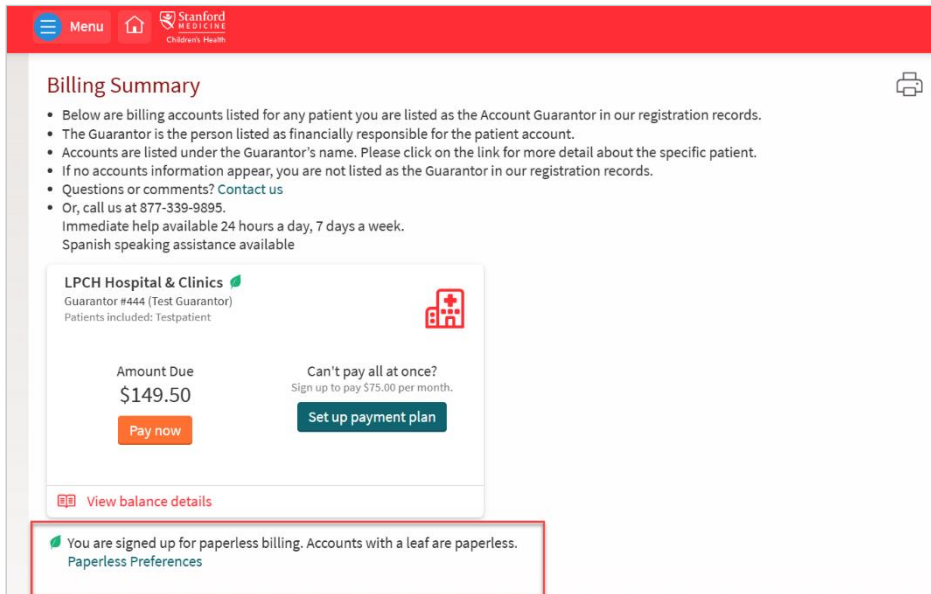 Menu
Stanford
MEDICINE
Children's Health
Billing Summary
• Below are billing accounts listed for any patient you are listed as the Account Guarantor in our registration records.
• The Guarantor is the person listed as financially responsible for the patient account.
• Accounts are listed under the Guarantor's name. Please click on the link for more detail about the specific patient.
• If no accounts information appear, you are not listed as the Guarantor in our registration records.
• Questions or comments? Contact us
• Or, call us at 877-339-9895.
Immediate help available 24 hours a day, 7 days a week.
Spanish speaking assistance available
LPCH Hospital & Clinics
Guarantor #444 (Test Guarantor)
Patients included: Testpatient
Amount Due
$149.50
Pay now
Can't pay all at once?
Sign up to pay $75.00 per month.
Set up payment plan
View balance details
You are signed up for paperless billing. Accounts with a leaf are paperless.
Paperless Preferences